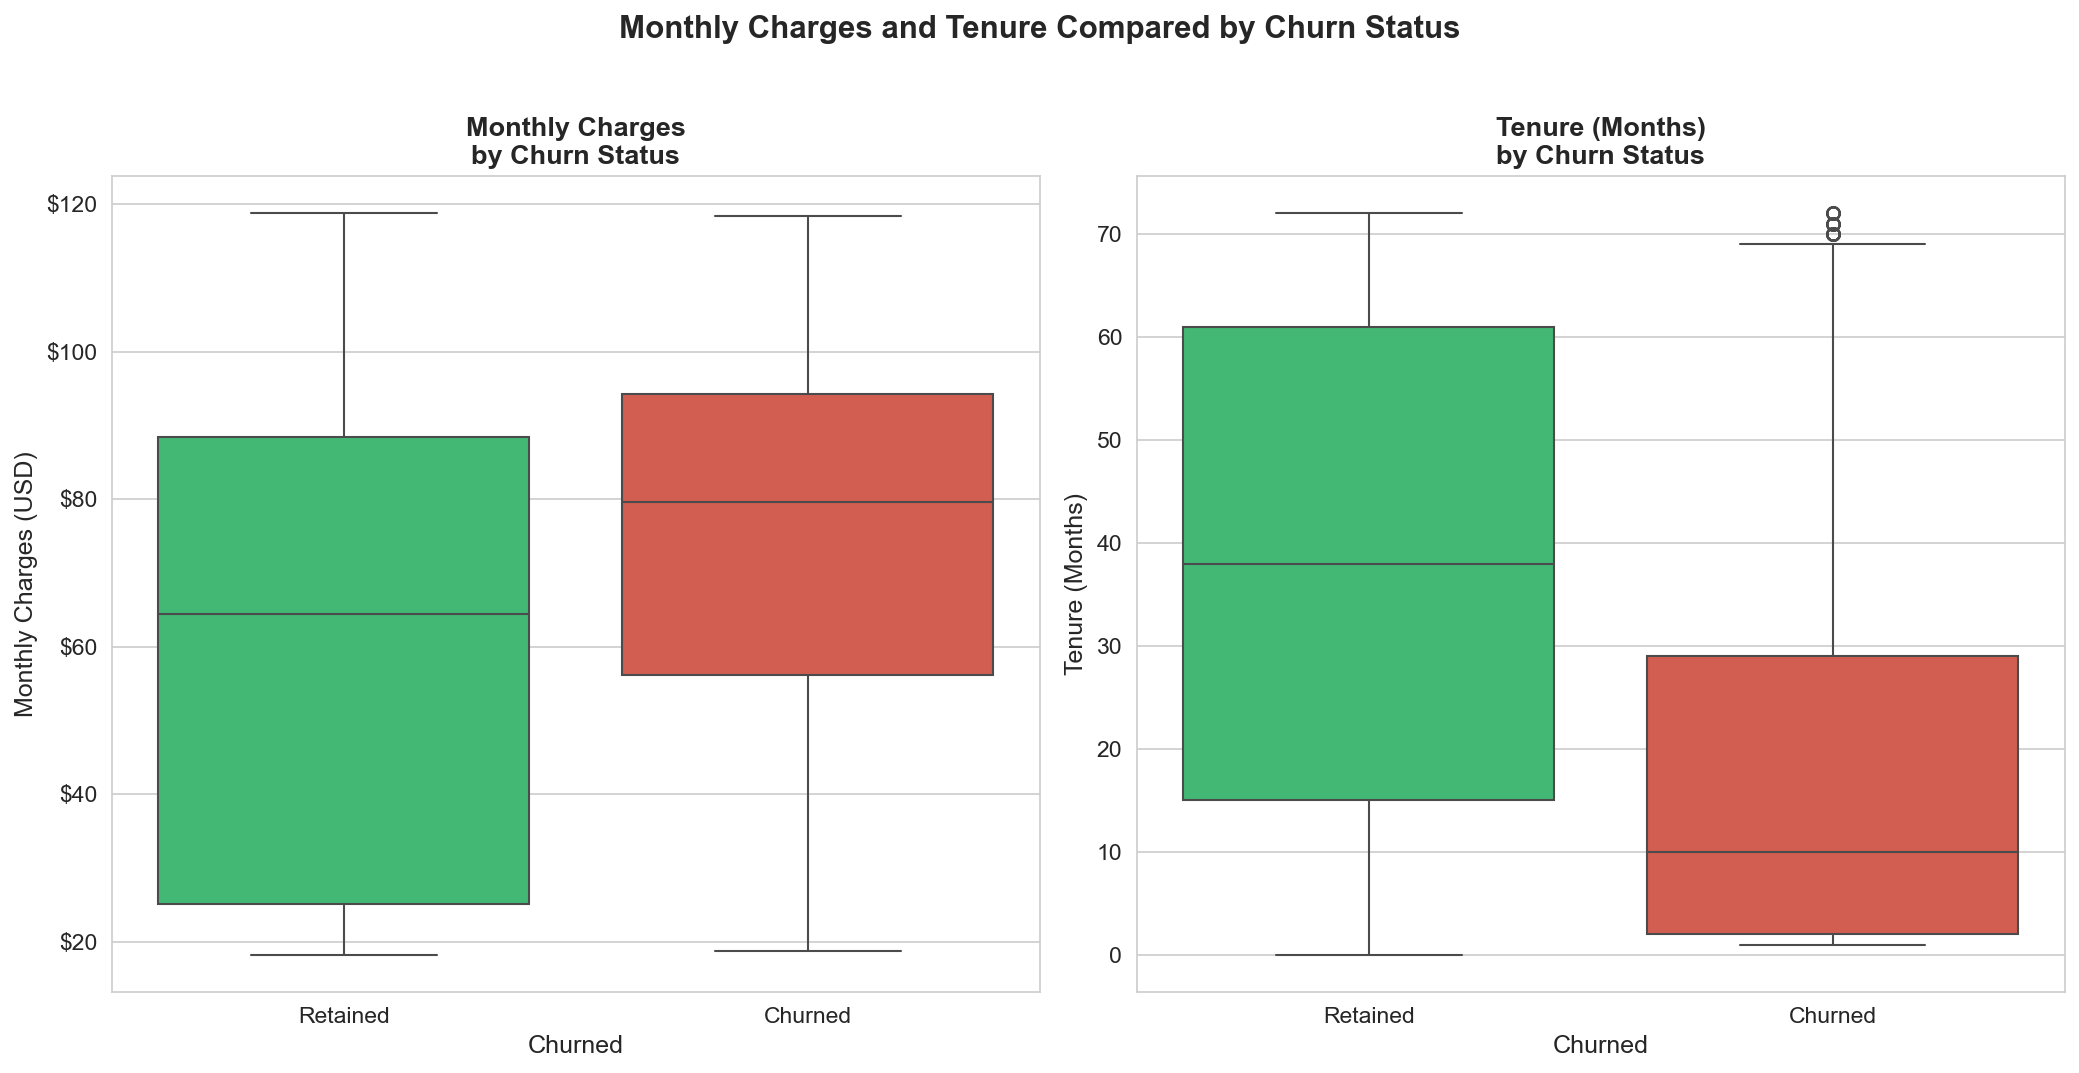 Monthly Charges and Tenure Compared by Churn Status
Monthly Charges
by Churn Status
$120
$100
$80
$60
$40
$20
Monthly Charges (USD)
Retained
Churned
Churned
Tenure (Months)
by Churn Status
70
60
50
40
30
20
10
0
Tenure (Months)
Retained
Churned
Churned